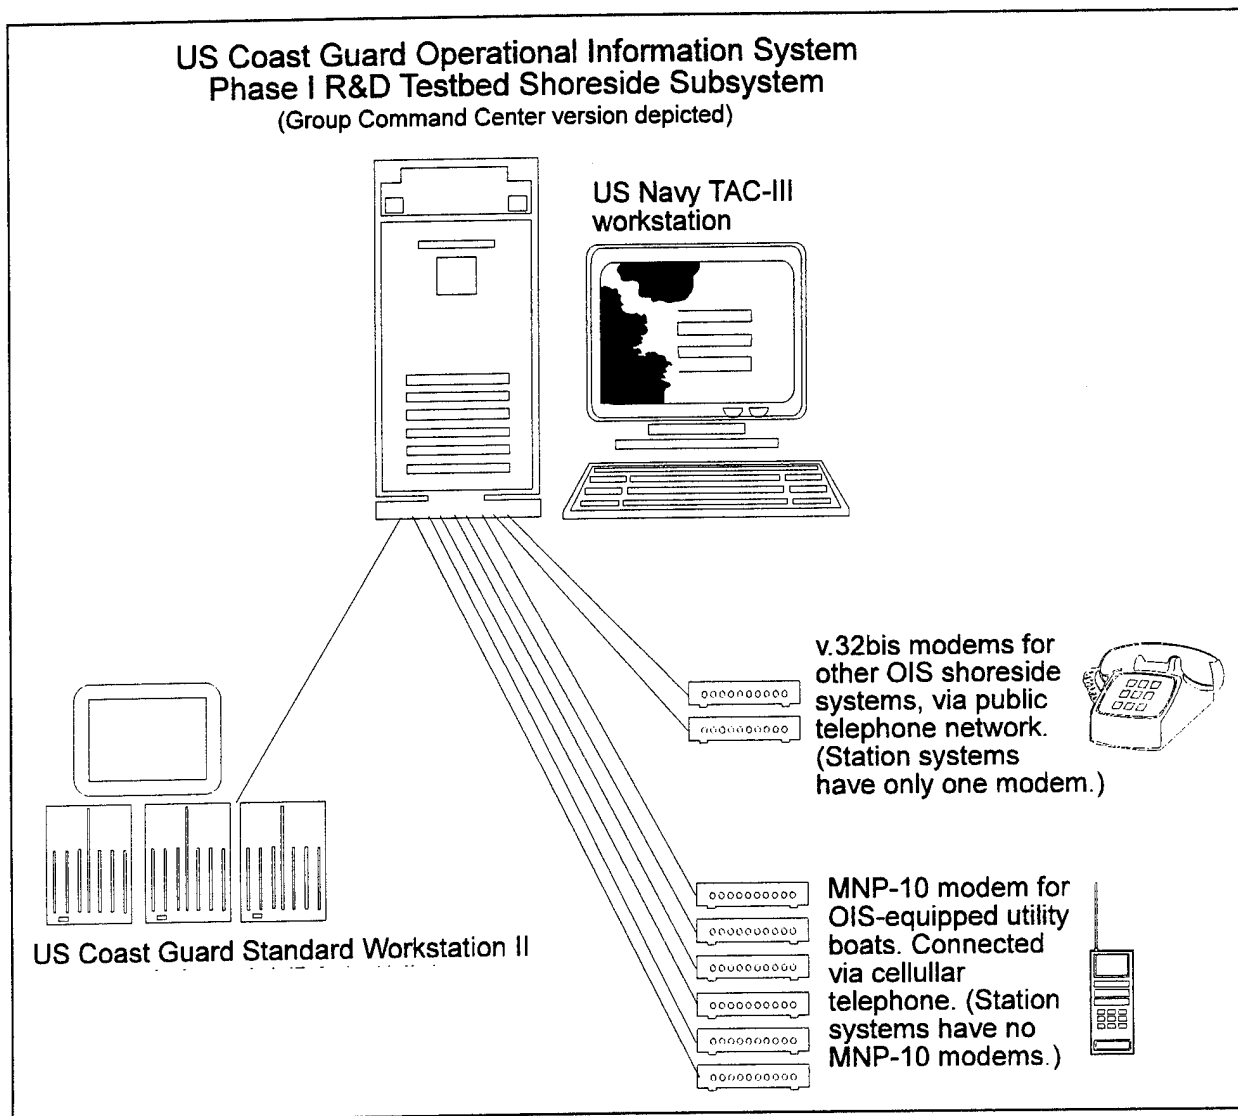 US Coast Guard Operational Information System
Phase I R&D Testbed Shoreside Subsystem
(Group Command Center version depicted)
US Navy TAC-III
workstation
v.32bis modems for
other OIS shoreside
systems, via public
telephone network.
(Station systems
have only one modem.)
MNP-10 modem for
OIS-equipped utility
boats. Connected
via cellullar
telephone. (Station
systems have no
MNP-10 modems.)
US Coast Guard Standard Workstation II